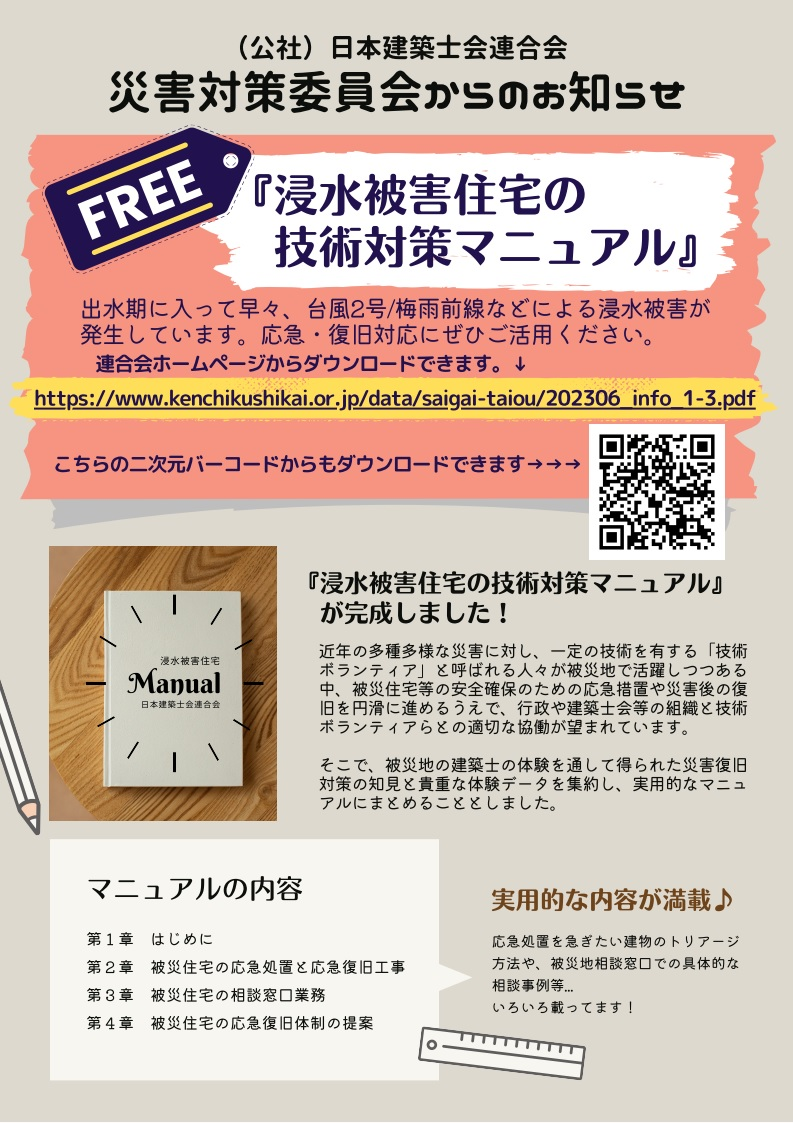 （公社）日本建築士会連合会
災害対策委員会からのお知らせ
FREE
『浸水被害住宅の
技術対策マニュアル』
出水期に入って早々、台風2号/梅雨前線などによる浸水被害が
発生しています。応急・復旧対応にぜひご活用ください。
連合会ホームページからダウンロードできます。↓
https://www.kenchikushikai.or.jp/data/saigai-taiou/202306_info_1-3.pdf
こちらの二次元バーコードからもダウンロードできます→→→
浸水被害住宅
Manual
日本建築士会連合会
『浸水被害住宅の技術対策マニュアル』
が完成しました！
近年の多種多様な災害に対し、一定の技術を有する「技術
ボランティア」と呼ばれる人々が被災地で活躍しつつある
中、被災住宅等の安全確保のための応急措置や災害後の復
旧を円滑に進めるうえで、行政や建築士会等の組織と技術
ボランティアらとの適切な協働が望まれています。
そこで、被災地の建築士の体験を通して得られた災害復旧
対策の知見と貴重な体験データを集約し、実用的なマニュ
アルにまとめることとしました。
マニュアルの内容
第１章　はじめに
第２章　被災住宅の応急処置と応急復旧工事
第３章　被災住宅の相談窓口業務
第４章　被災住宅の応急復旧体制の提案
実用的な内容が満載♪
応急処置を急ぎたい建物のトリアージ
方法や、被災地相談窓口での具体的な
相談事例等...
いろいろ載ってます！